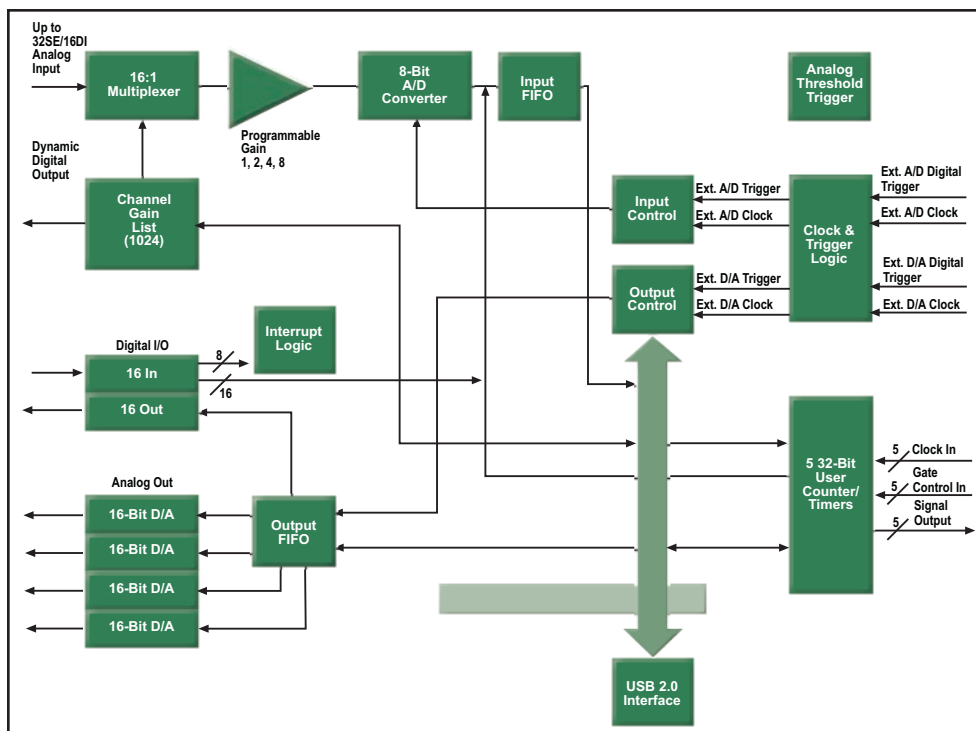 Up to
32SE/16DI
Analog
Input
16:1
Multiplexer
8-Bit
A/D
Converter
Input
FIFO
Analog
Threshold
Trigger
Programmable
Gain
1, 2, 4, 8
Dynamic
Digital
Output
Channel
Gain
List
(1024)
Input
Control
Ext. A/D Trigger
Ext. A/D Clock
Clock &
Trigger
Logic
Ext. A/D Digital
Trigger
Ext. A/D Clock
Ext. D/A Digital
Trigger
Ext. D/A Clock
Output
Control
Ext. D/A Trigger
Ext. D/A Clock
Interrupt
Logic
Digital I/O
16 In
16 Out
8
16
5 32-Bit
User
Counter/
Timers
5 Clock In
Gate
5 Control In
Signal
5 Output
Analog Out
16-Bit D/A
16-Bit D/A
16-Bit D/A
16-Bit D/A
Output
FIFO
USB 2.0
Interface